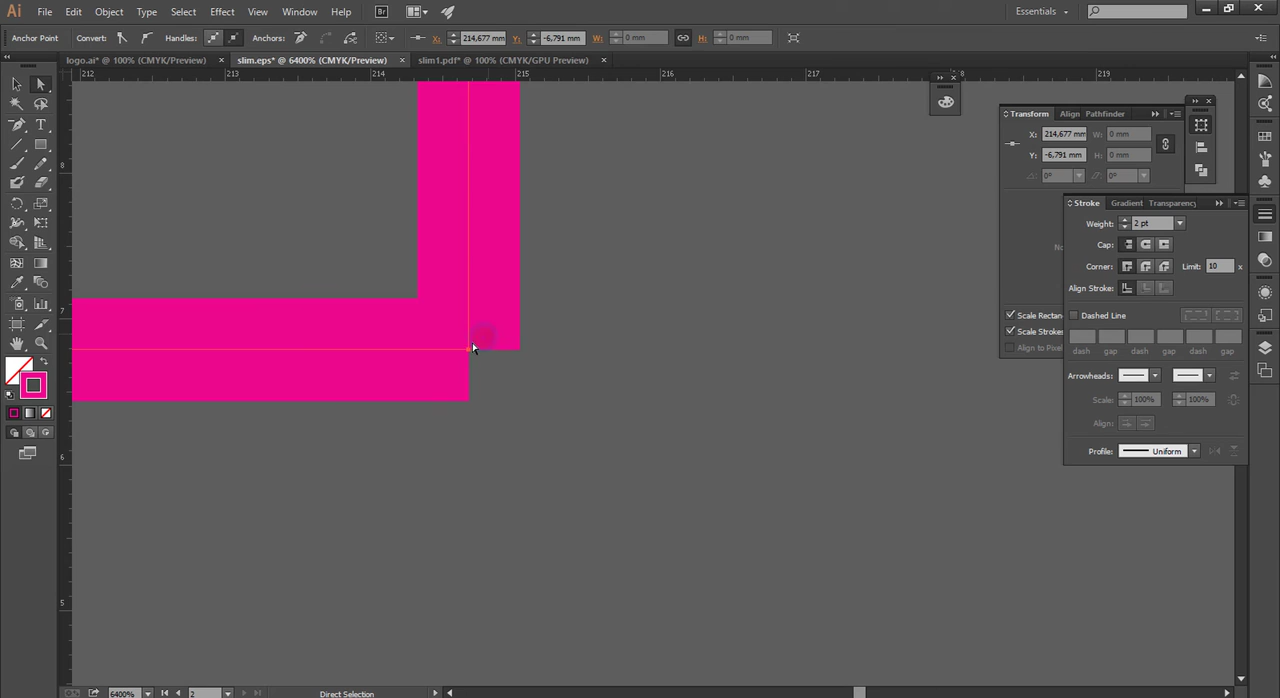 Ai File Edit Object Type Select Effect View Window Help Br Essentials
Anchor Point Convert: Handles: Anchors: X: 214,677 mm Y: -6,791 mm W: 0 mm H: 0 mm
logo.ai* @ 100% (CMYK/Preview) × slim.eps* @ 6400% (CMYK/Preview) × slim1.pdf* @ 100% (CMYK/GPU Preview) ×
212 213 214 215 216 217 8 219
Transform Align Pathfinder
X: 214,677 mm W: 0 mm
Y: -6,791 mm H: 0 mm
0° 0°
8
Stroke Gradient Transparency
Weight: 2 pt
Cap:
Corner: Limit: 10 x
Align Stroke:
Scale Rectan
Dashed Line
Scale Strokes
dash gap dash gap dash gap
Align to Pixel
Arrowheads:
Scale: 100% 100%
Align:
Profile: Uniform
7
6
5
6400% 2 Direct Selection